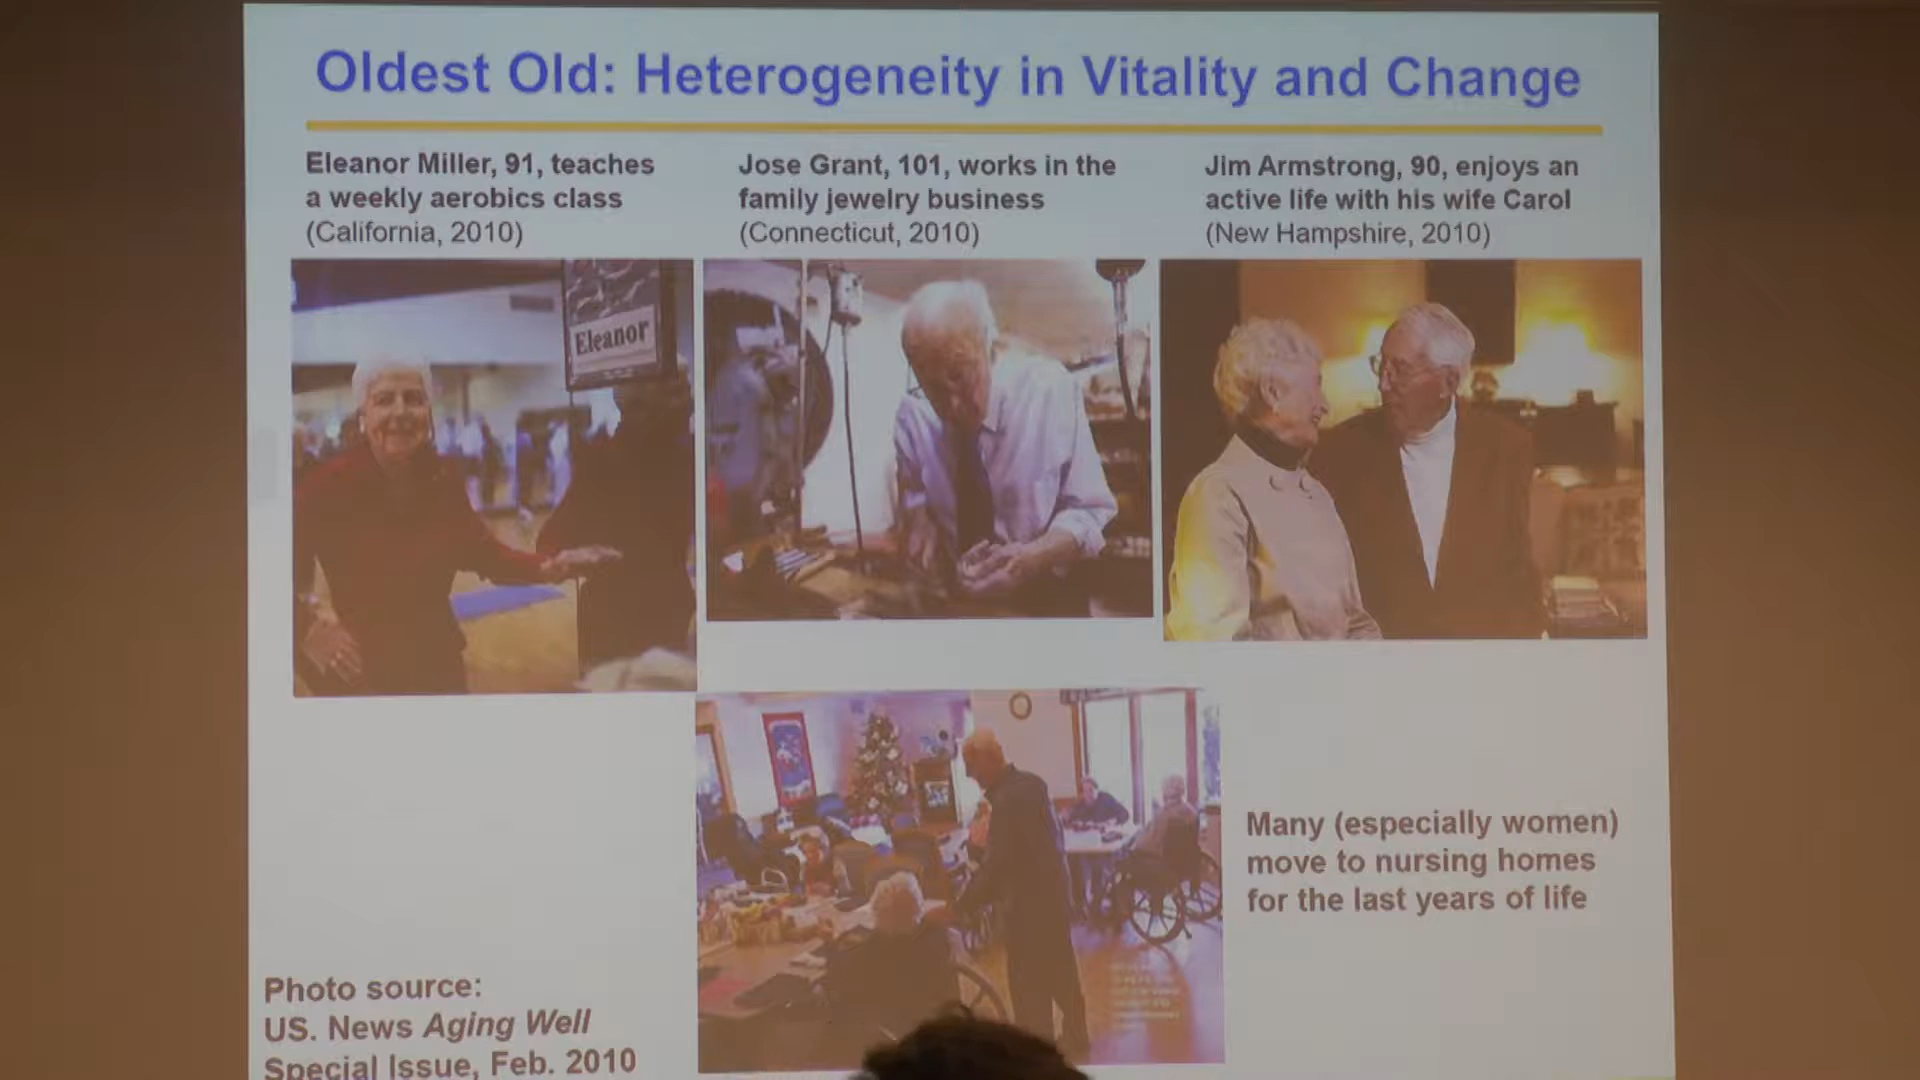 Oldest Old: Heterogeneity in Vitality and Change
Eleanor Miller, 91, teaches
a weekly aerobics class
(California, 2010)
Jose Grant, 101, works in the
family jewelry business
(Connecticut, 2010)
Jim Armstrong, 90, enjoys an
active life with his wife Carol
(New Hampshire, 2010)
Eleanor
Many (especially women)
move to nursing homes
for the last years of life
Photo source:
US. News Aging Well
Special Issue, Feb. 2010